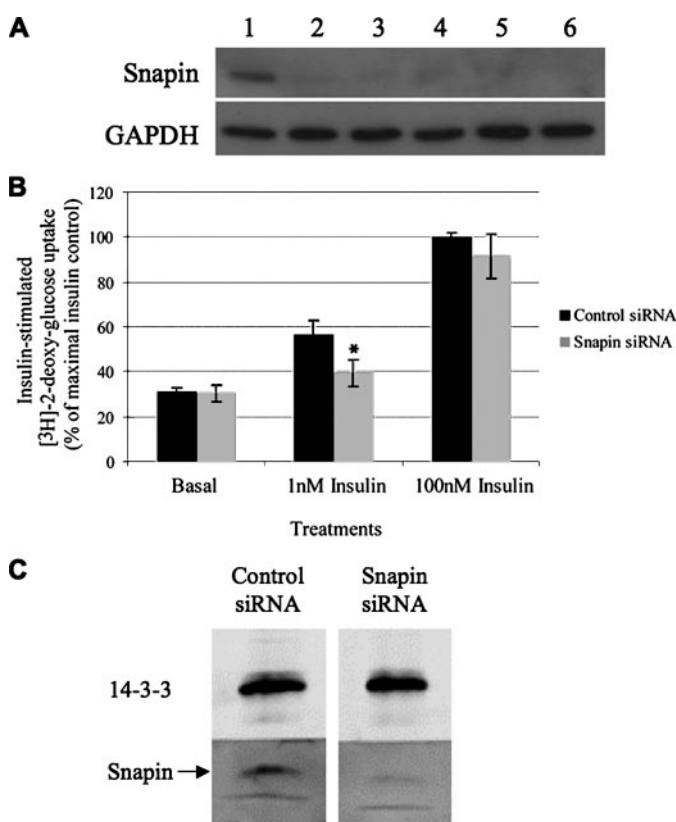 A
1 2 3 4 5 6
Snapin
GAPDH
B
Insulin-stimulated
[3H]-2-deoxy-glucose uptake
(% of maximal insulin control)
120
100
80
60
40
20
0
*
Control siRNA
Snapin siRNA
Basal 1nM Insulin 100nM Insulin
Treatments
C
Control siRNA
Snapin siRNA
14-3-3
Snapin